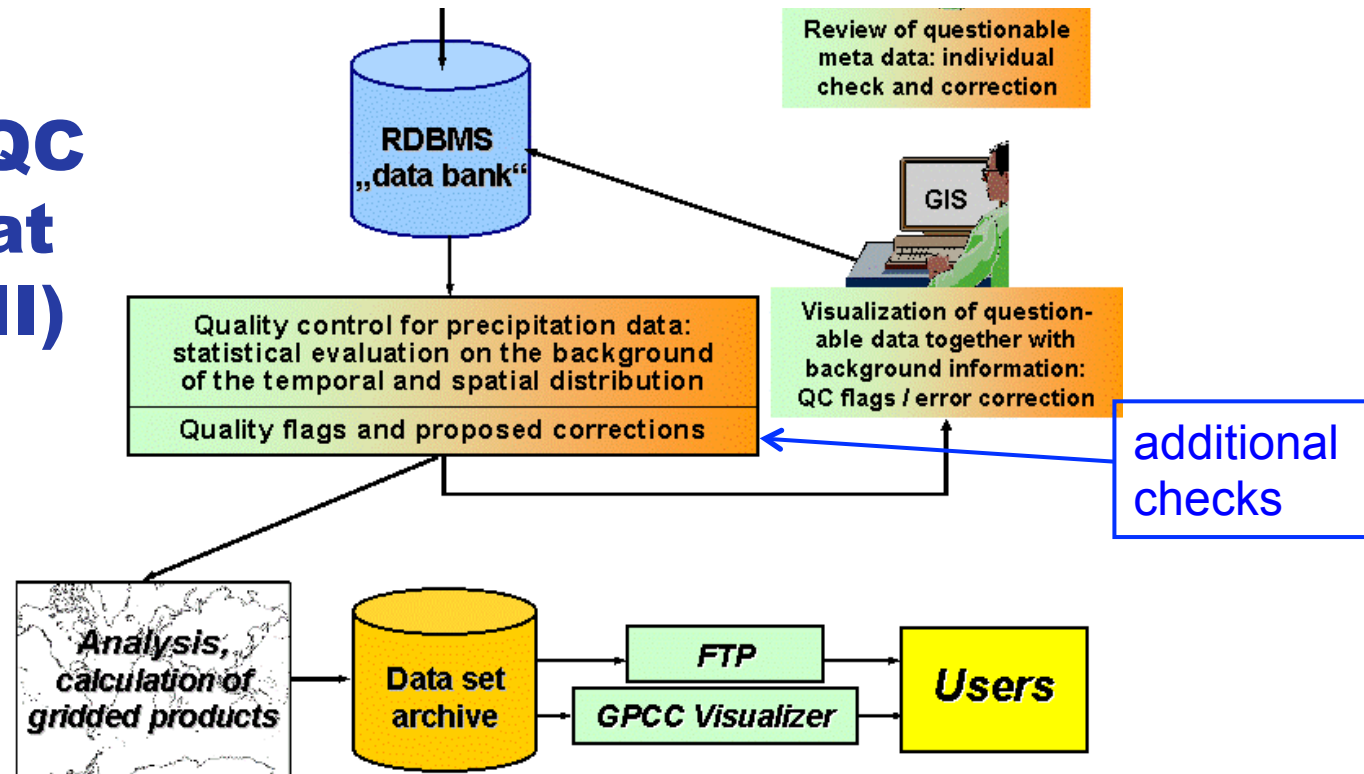 QC
at
II)
Review of questionable
meta data: individual
check and correction
RDBMS
„data bank“
GIS
Quality control for precipitation data:
statistical evaluation on the background
of the temporal and spatial distribution
Quality flags and proposed corrections
Visualization of question-
able data together with
background information:
QC flags / error correction
additional
checks
Analysis,
calculation of
gridded products
Data set
archive
FTP
GPCC Visualizer
Users